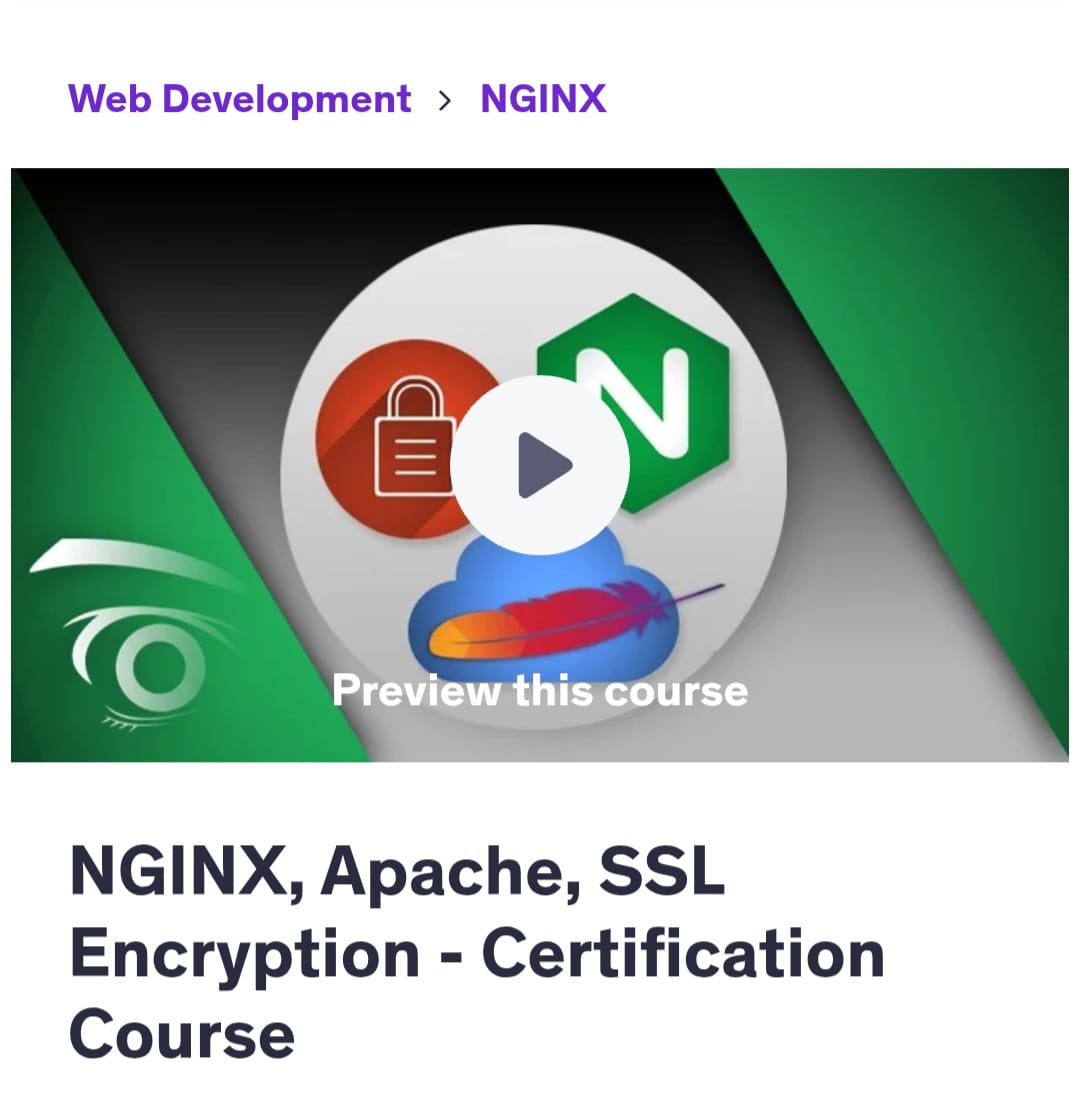 Web Development > NGINX
N
Preview this course
NGINX, Apache, SSL
Encryption - Certification
Course